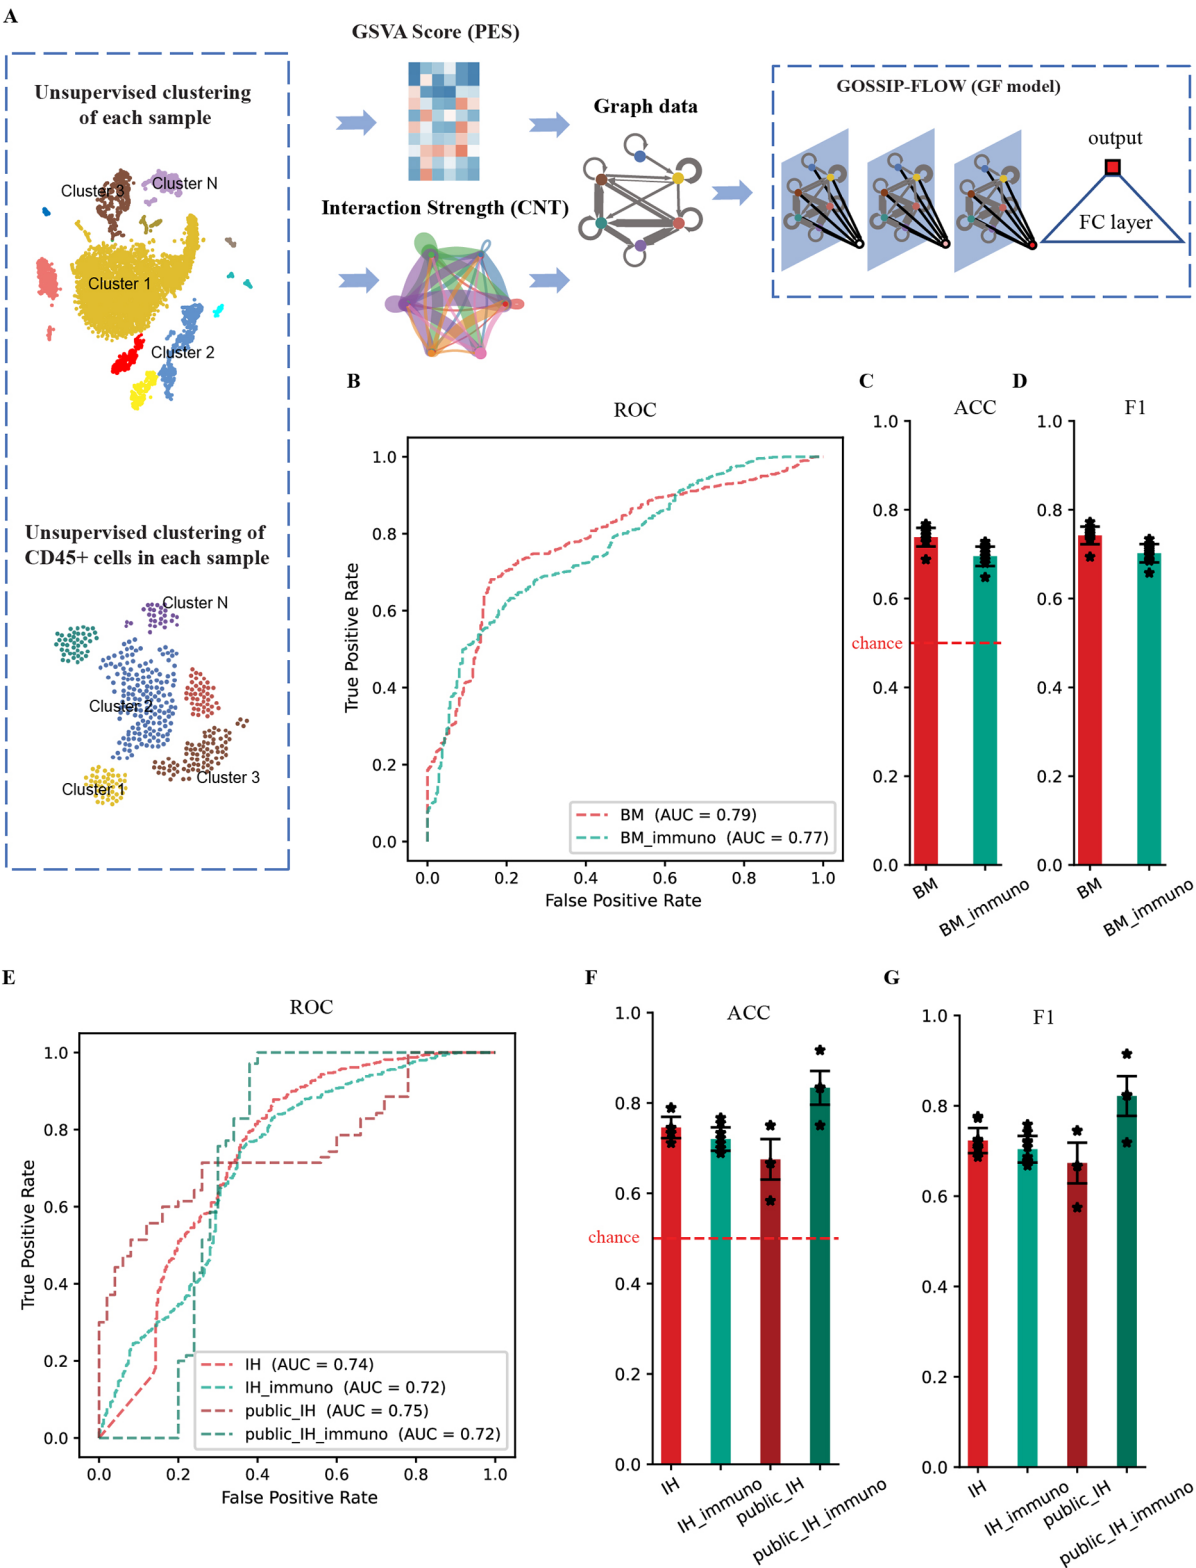 A
GSVA Score (PES)
Unsupervised clustering
of each sample
Cluster 3
Cluster N
Cluster 1
Cluster 2
Interaction Strength (CNT)
Graph data
GOSSIP-FLOW (GF model)
output
FC layer
Unsupervised clustering of
CD45+ cells in each sample
Cluster N
Cluster 2
Cluster 3
Cluster 1
B
ROC
True Positive Rate
1.0
0.8
0.6
0.4
0.2
0.0
BM (AUC = 0.79)
BM_immuno (AUC = 0.77)
0.0 0.2 0.4 0.6 0.8 1.0
False Positive Rate
C
ACC
1.0
0.8
0.6
chance
0.4
0.2
0.0
BM
BM_immuno
D
F1
1.0
0.8
0.6
0.4
0.2
0.0
BM
BM_immuno
E
ROC
True Positive Rate
1.0
0.8
0.6
0.4
0.2
0.0
IH (AUC = 0.74)
IH_immuno (AUC = 0.72)
public_IH (AUC = 0.75)
public_IH_immuno (AUC = 0.72)
0.0 0.2 0.4 0.6 0.8 1.0
False Positive Rate
F
ACC
1.0
0.8
0.6
chance
0.4
0.2
0.0
IH
IH_immuno
public_IH
public_IH_immuno
G
F1
1.0
0.8
0.6
0.4
0.2
0.0
IH
IH_immuno
public_IH
public_IH_immuno